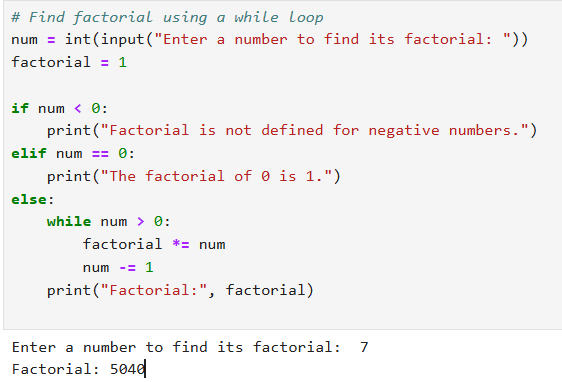 # Find factorial using a while loop
num = int(input("Enter a number to find its factorial: "))
factorial = 1

if num < 0:
    print("Factorial is not defined for negative numbers.")
elif num == 0:
    print("The factorial of 0 is 1.")
else:
    while num > 0:
        factorial *= num
        num -= 1
    print("Factorial:", factorial)

Enter a number to find its factorial:  7
Factorial: 5040